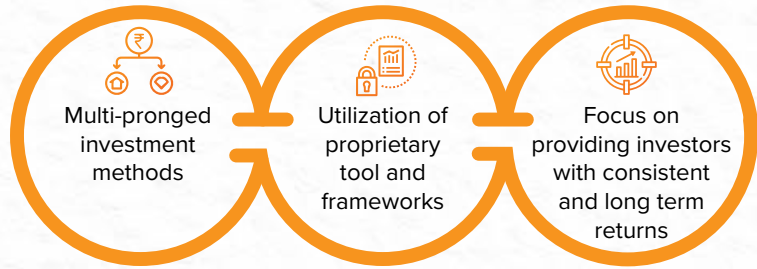 ₹
Multi-pronged
investment
methods
Utilization of
proprietary
tool and
frameworks
Focus on
providing investors
with consistent
and long term
returns